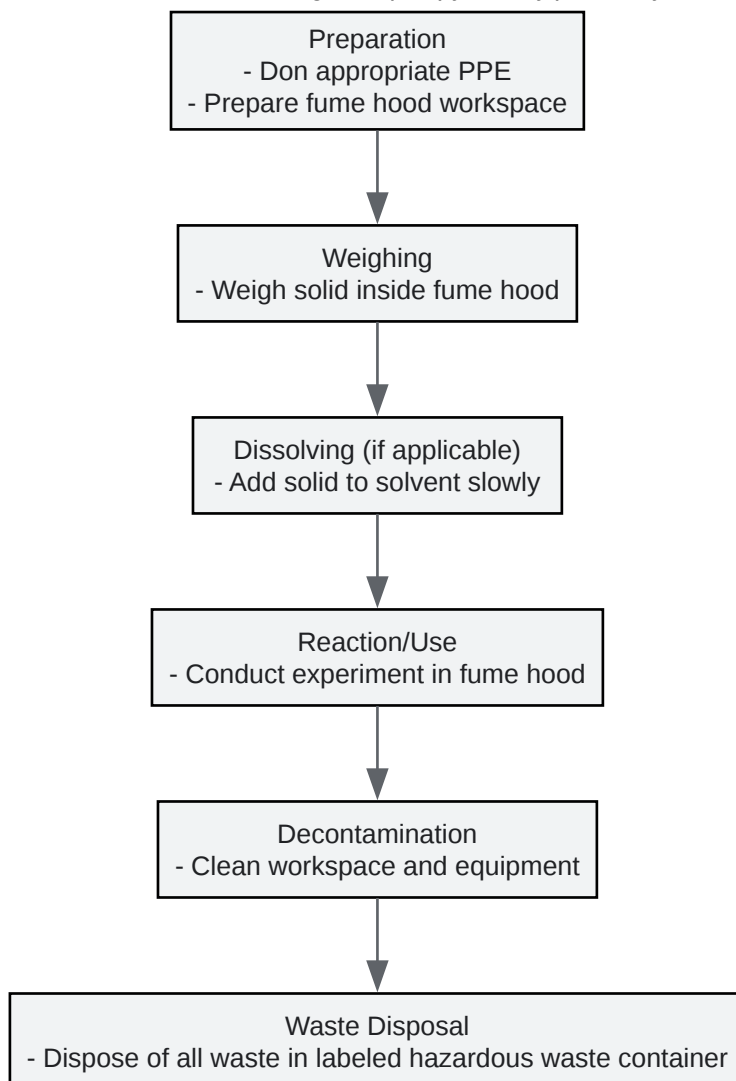 Preparation
- Don appropriate PPE
- Prepare fume hood workspace
Weighing
- Weigh solid inside fume hood
Dissolving (if applicable)
- Add solid to solvent slowly
Reaction/Use
- Conduct experiment in fume hood
Decontamination
- Clean workspace and equipment
Waste Disposal
- Dispose of all waste in labeled hazardous waste container